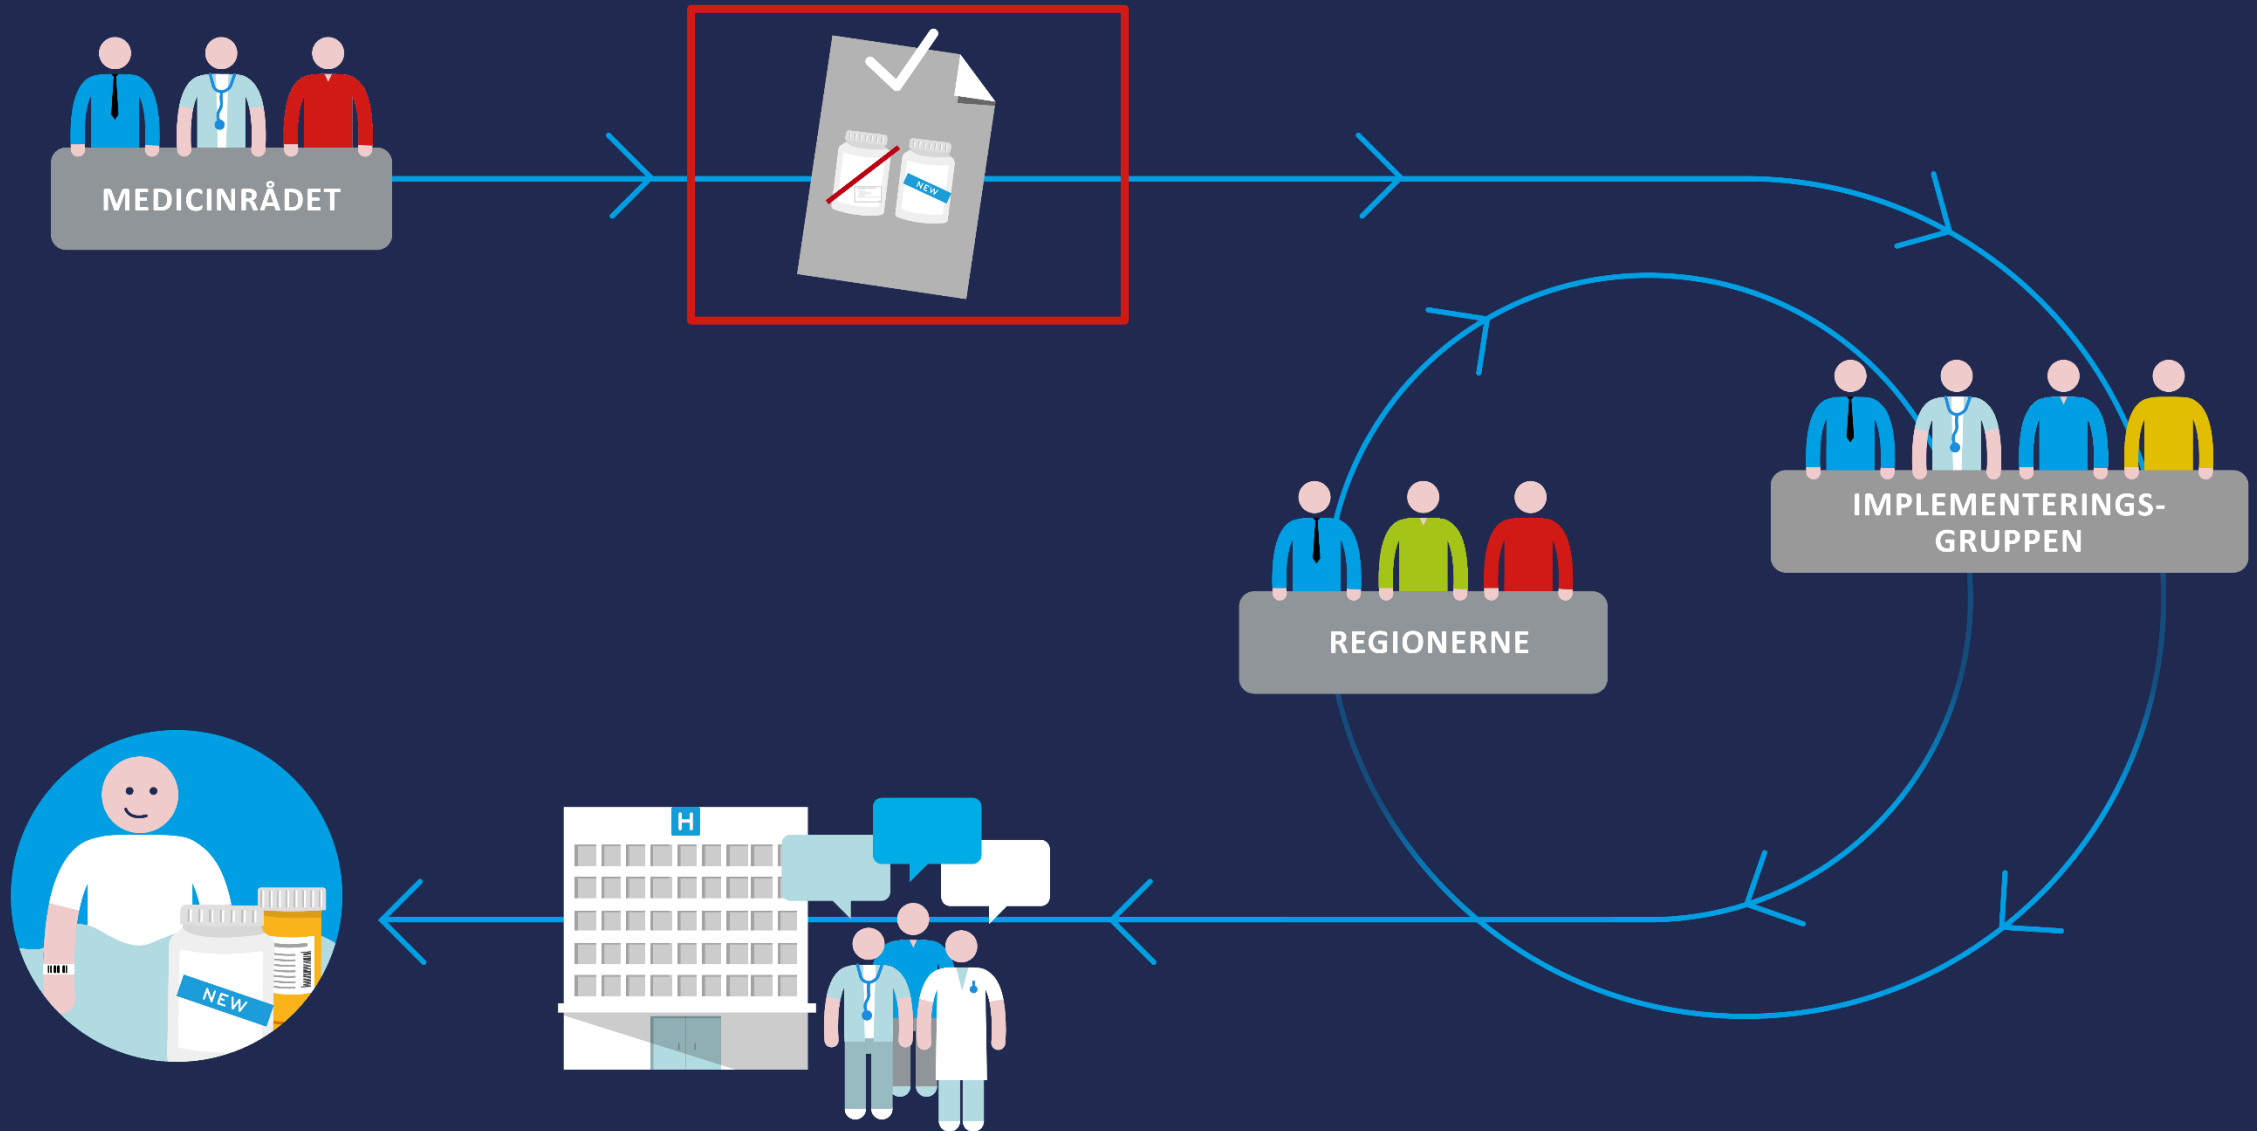 MEDICINRÅDET
NEW
IMPLEMENTERINGS-
GRUPPEN
REGIONERNE
H
NEW